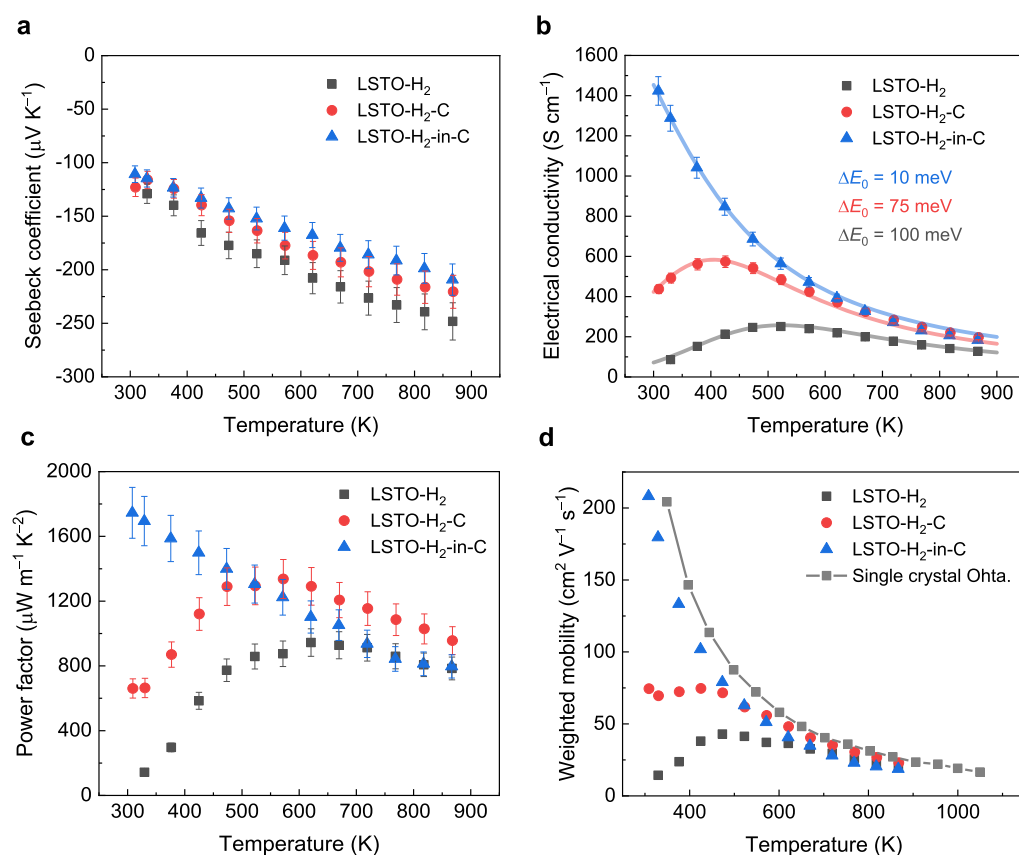 a
0
-50
-100
-150
-200
-250
-300
Seebeck coefficient (μV K⁻¹)
LSTO-H₂
LSTO-H₂-C
LSTO-H₂-in-C
300 400 500 600 700 800 900
Temperature (K)
b
1600
1400
1200
1000
800
600
400
200
0
Electrical conductivity (S cm⁻¹)
LSTO-H₂
LSTO-H₂-C
LSTO-H₂-in-C
ΔE₀ = 10 meV
ΔE₀ = 75 meV
ΔE₀ = 100 meV
300 400 500 600 700 800 900
Temperature (K)
c
2000
1600
1200
800
400
0
Power factor (μW m⁻¹ K⁻²)
LSTO-H₂
LSTO-H₂-C
LSTO-H₂-in-C
300 400 500 600 700 800 900
Temperature (K)
d
200
150
100
50
0
Weighted mobility (cm² V⁻¹ s⁻¹)
LSTO-H₂
LSTO-H₂-C
LSTO-H₂-in-C
Single crystal Ohta.
400 600 800 1000
Temperature (K)